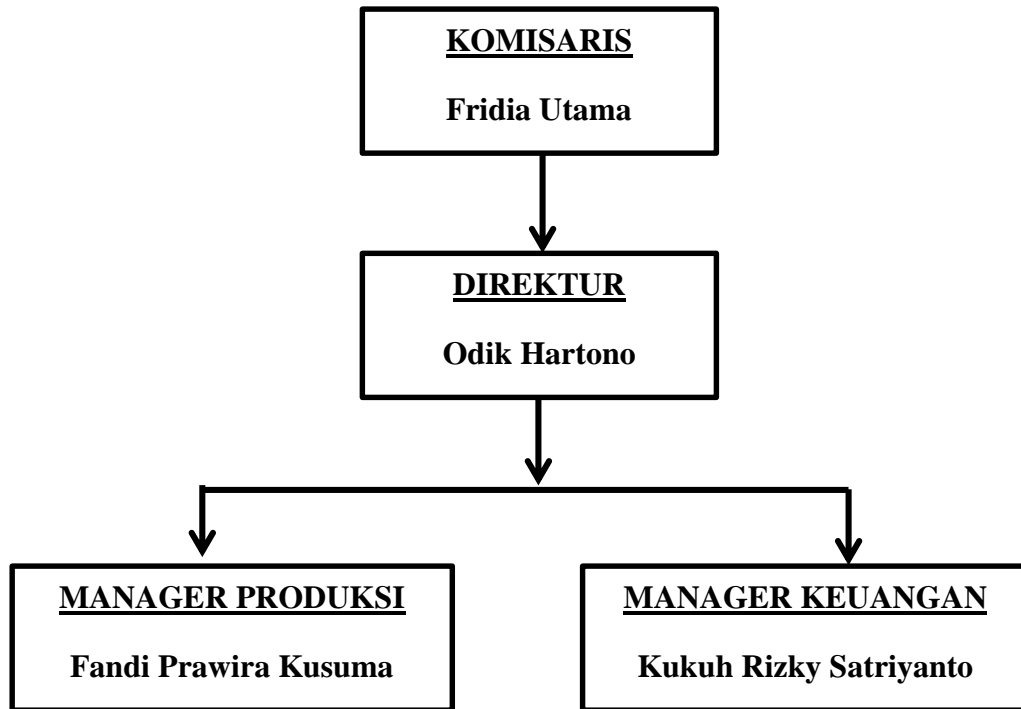 KOMISARIS
Fridia Utama
DIREKTUR
Odik Hartono
MANAGER PRODUKSI
Fandi Prawira Kusuma
MANAGER KEUANGAN
Kukuh Rizky Satriyanto